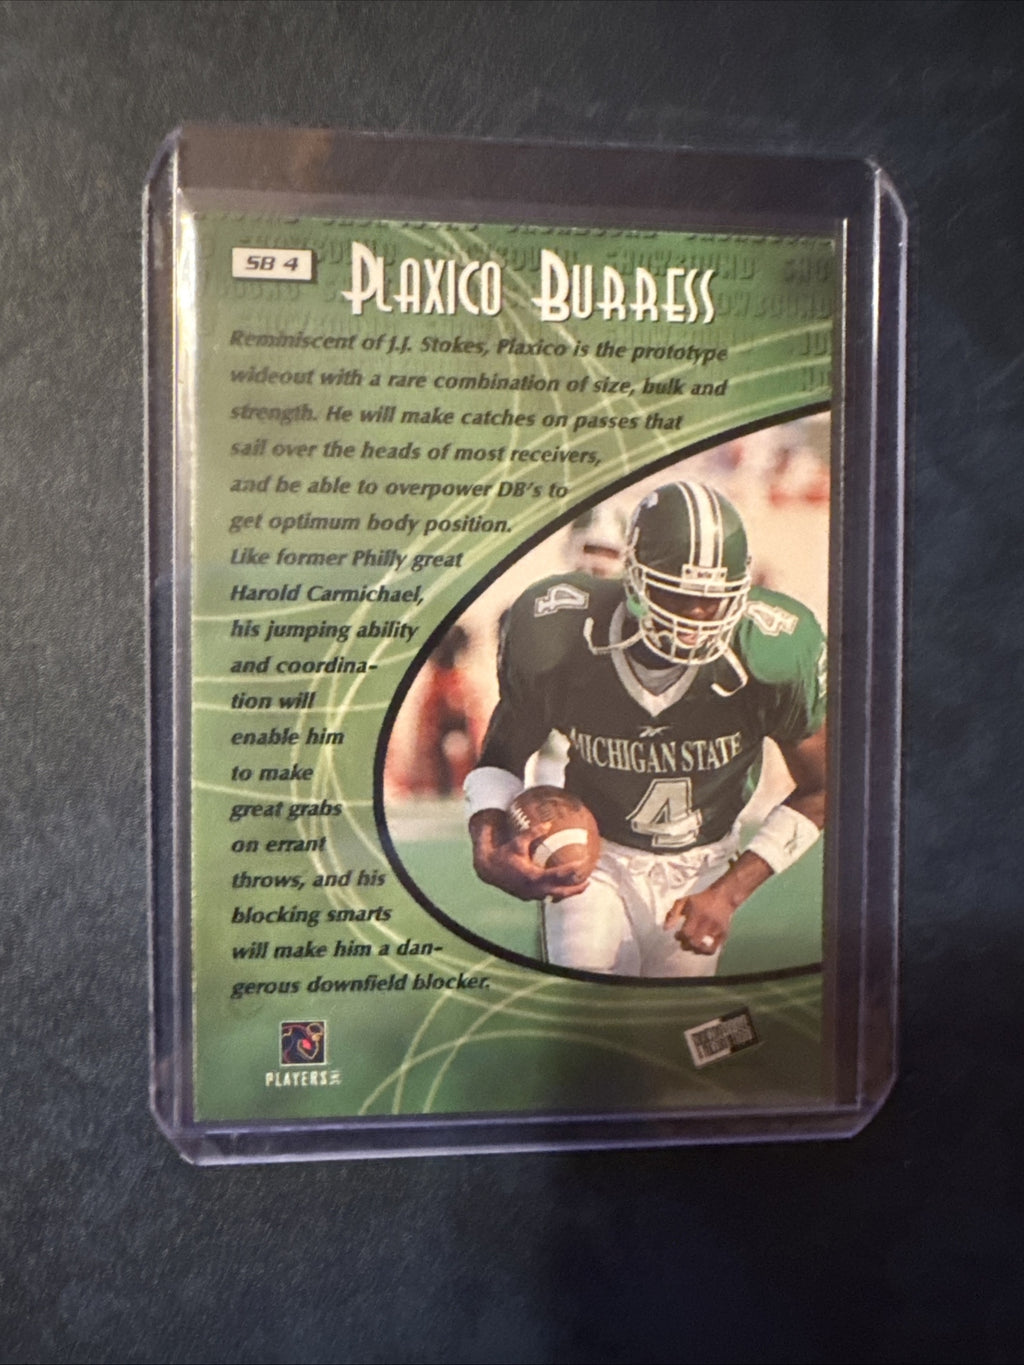 SB 4
PLAXICO BURRESS
Reminiscent of J.J. Stokes, Plaxico is the prototype
wideout with a rare combination of size, bulk and
strength. He will make catches on passes that
sail over the heads of most receivers,
and be able to overpower DB's to
get optimum body position.
Like former Philly great
Harold Carmichael,
his jumping ability
and coordina-
tion will
enable him
to make
great grabs
on errant
throws, and his
blocking smarts
will make him a dan-
gerous downfield blocker.
4
4
MICHIGAN STATE
4
PLAYERS INC
SHOWBOUND